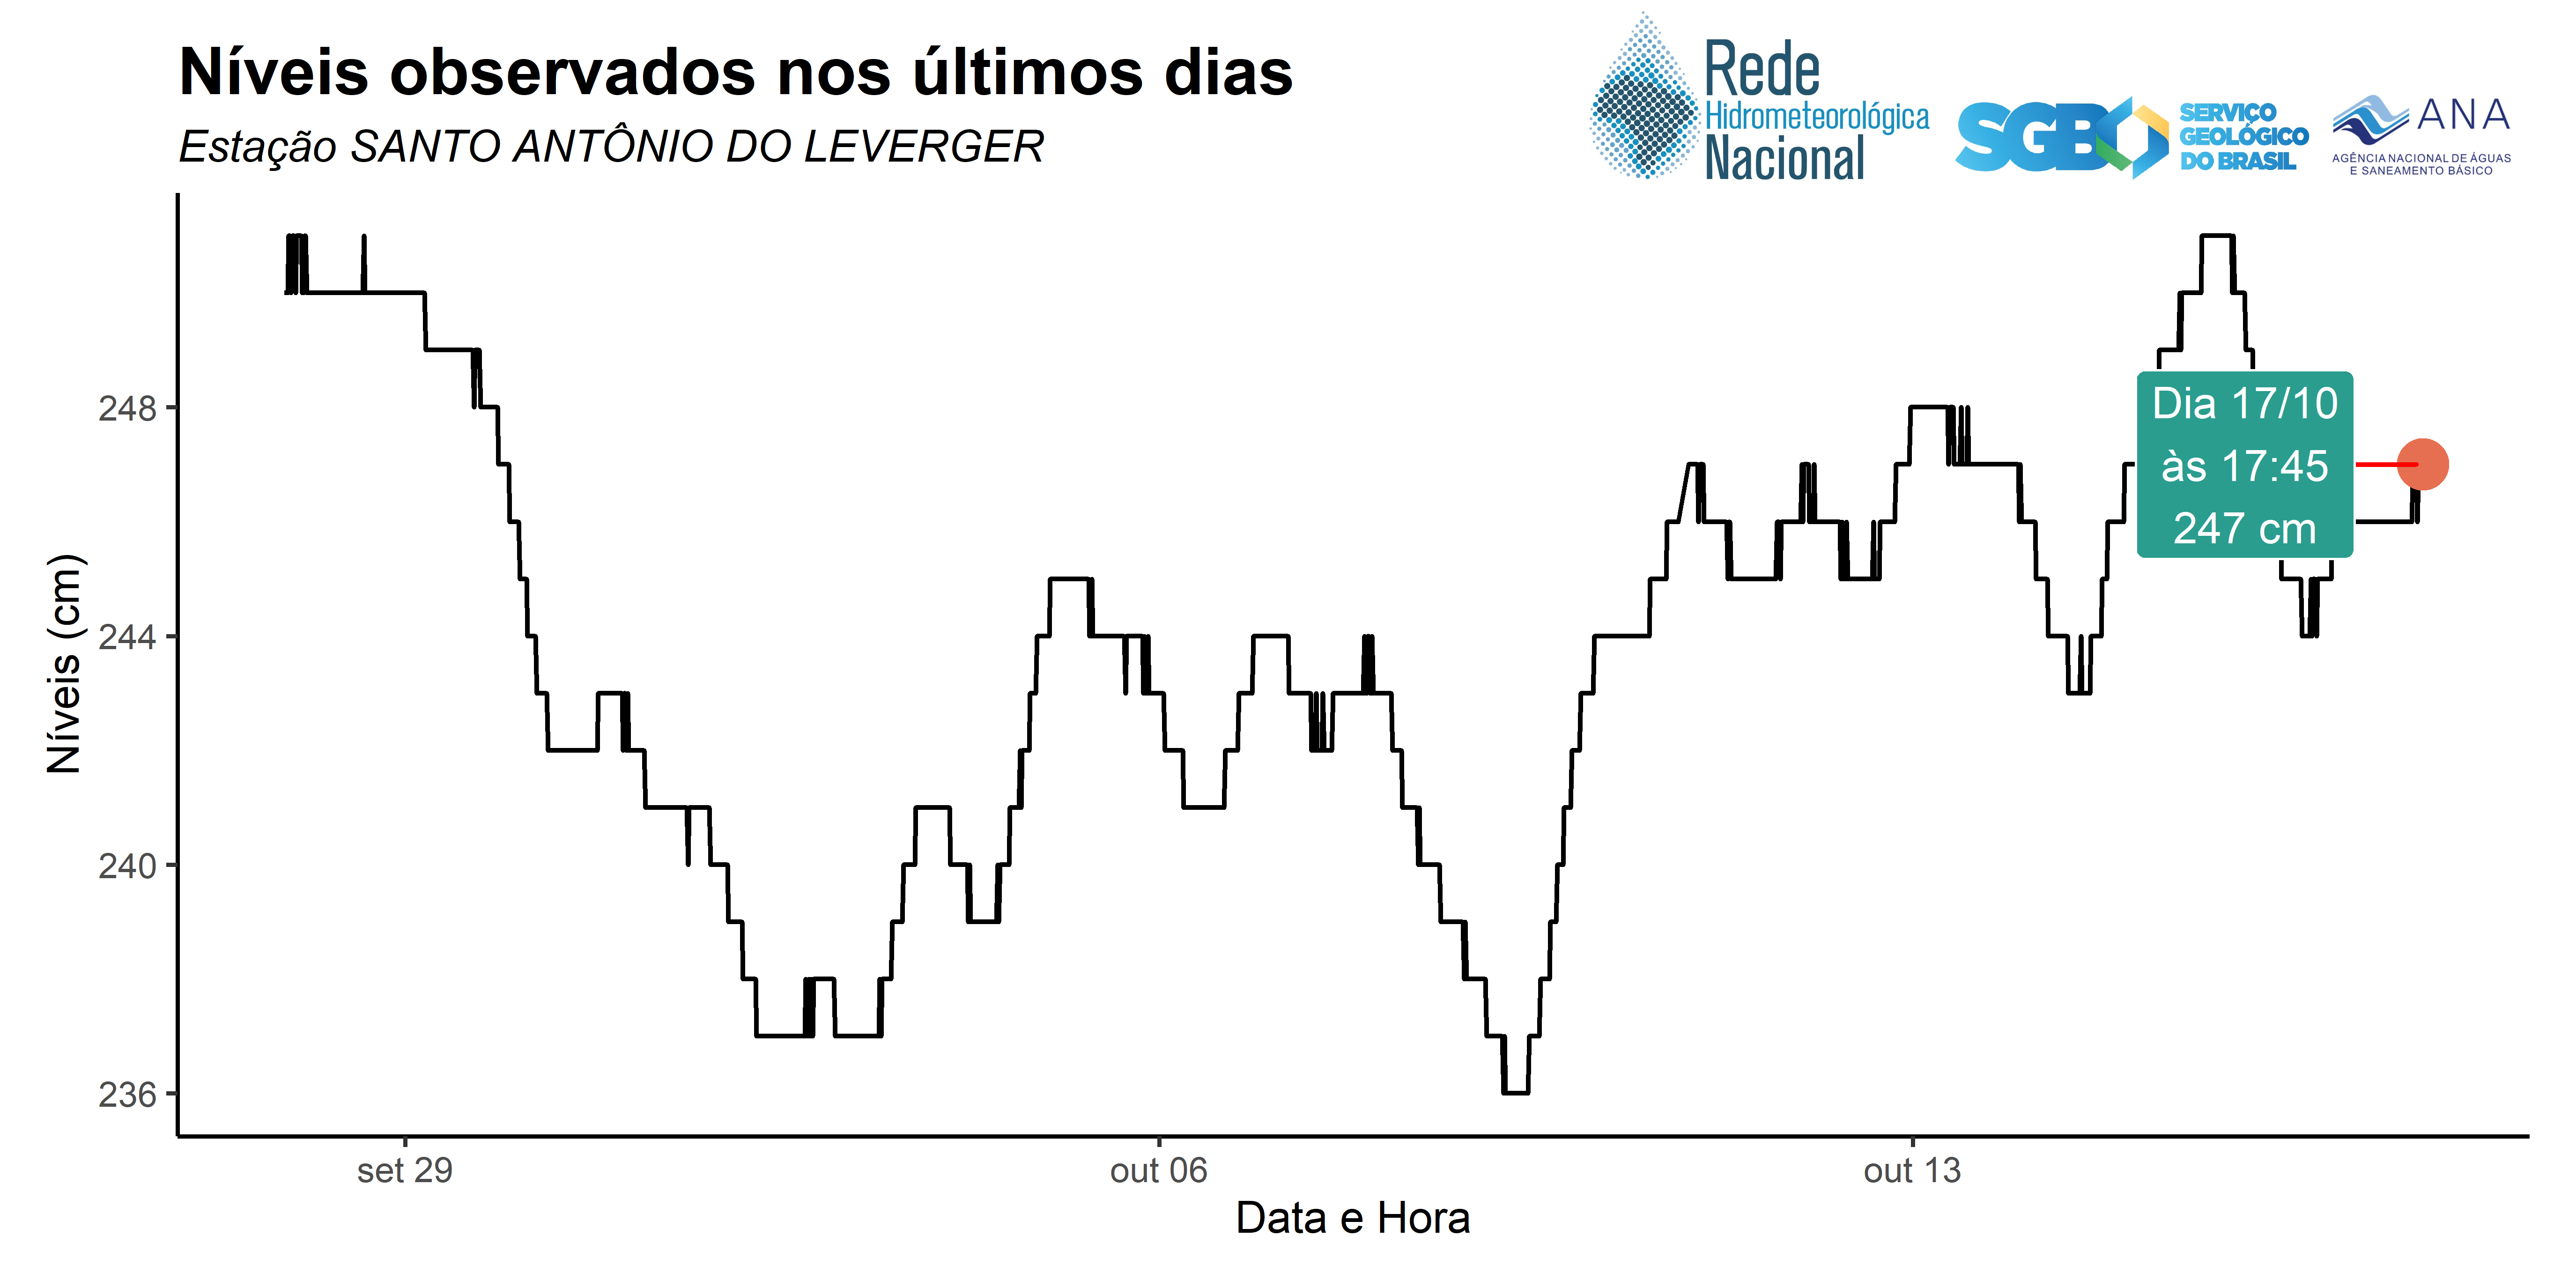 Níveis observados nos últimos dias
Estação SANTO ANTÔNIO DO LEVERGER
Rede
Hidrometeorológica
Nacional
SGB
SERVIÇO
GEOLÓGICO
DO BRASIL
ANA
AGÊNCIA NACIONAL DE ÁGUAS
E SANEAMENTO BÁSICO
Níveis (cm)
248
244
240
236
Dia 17/10
às 17:45
247 cm
set 29
out 06
out 13
Data e Hora